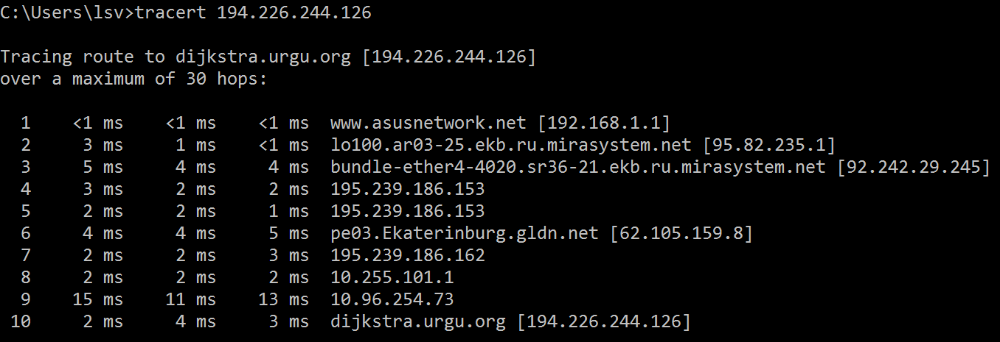 C:\Users\lsv>tracert 194.226.244.126
Tracing route to dijkstra.urgu.org [194.226.244.126]
over a maximum of 30 hops:
1 <1 ms <1 ms <1 ms www.asusnetwork.net [192.168.1.1]
2 3 ms 1 ms <1 ms lo100.ar03-25.ekb.ru.mirasystem.net [95.82.235.1]
3 5 ms 4 ms 4 ms bundle-ether4-4020.sr36-21.ekb.ru.mirasystem.net [92.242.29.245]
4 3 ms 2 ms 2 ms 195.239.186.153
5 2 ms 2 ms 1 ms 195.239.186.153
6 4 ms 4 ms 5 ms pe03.Ekaterinburg.gldn.net [62.105.159.8]
7 2 ms 2 ms 3 ms 195.239.186.162
8 2 ms 2 ms 2 ms 10.255.101.1
9 15 ms 11 ms 13 ms 10.96.254.73
10 2 ms 4 ms 3 ms dijkstra.urgu.org [194.226.244.126]